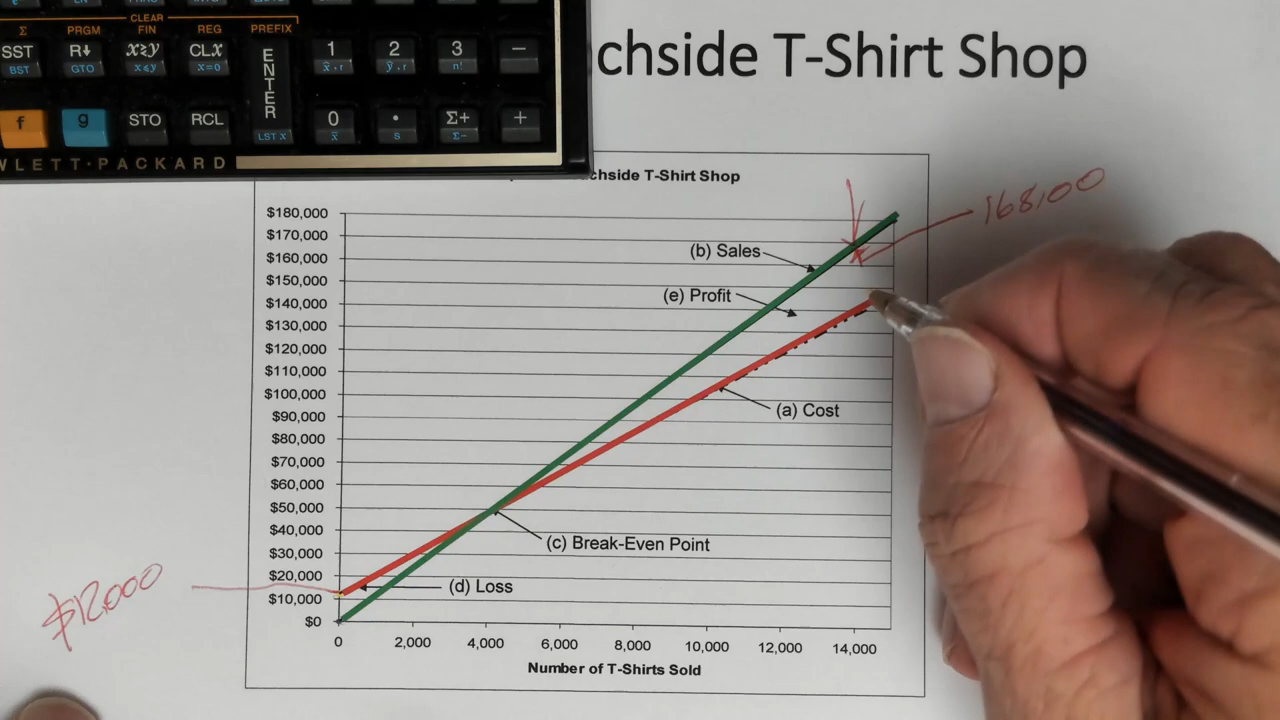 CLEAR
Σ PRGM FIN REG PREFIX
SST R↓ x≷y CLX ENTER 1 2 3 −
BST GTO x≤y x=0 x̂,r ŷ,r n!
f g STO RCL 0 • Σ+ +
LST X x̄ s Σ−
WLETT·PACKARD
chside T-Shirt Shop
chside T-Shirt Shop
168,00
$180,000
$170,000
$160,000
$150,000
$140,000
$130,000
$120,000
$110,000
$100,000
$90,000
$80,000
$70,000
$60,000
$50,000
$40,000
$30,000
$20,000
$10,000
$0
(b) Sales
(e) Profit
(a) Cost
(c) Break-Even Point
(d) Loss
$12,000
0 2,000 4,000 6,000 8,000 10,000 12,000 14,000
Number of T-Shirts Sold